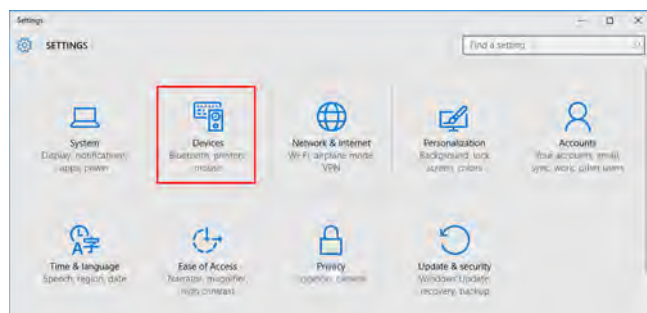 Settings
SETTINGS
Find a setting
System
Display, notifications,
apps, power
Devices
Bluetooth, printers,
mouse
Network & Internet
Wi-Fi, airplane mode,
VPN
Personalization
Background, lock
screen, colors
Accounts
Your accounts, email,
sync, work, other users
Time & language
Speech, region, date
Ease of Access
Narrator, magnifier,
high contrast
Privacy
Location, camera
Update & security
Windows Update,
recovery, backup